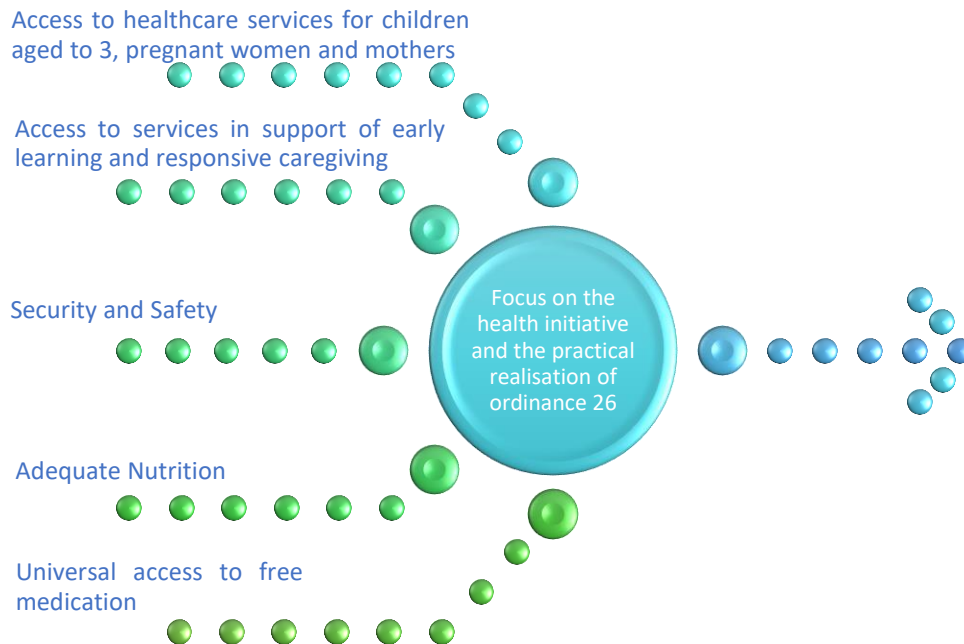 Access to healthcare services for children
aged to 3, pregnant women and mothers
Access to services in support of early
learning and responsive caregiving
Security and Safety
Focus on the
health initiative
and the practical
realisation of
ordinance 26
Adequate Nutrition
Universal access to free
medication